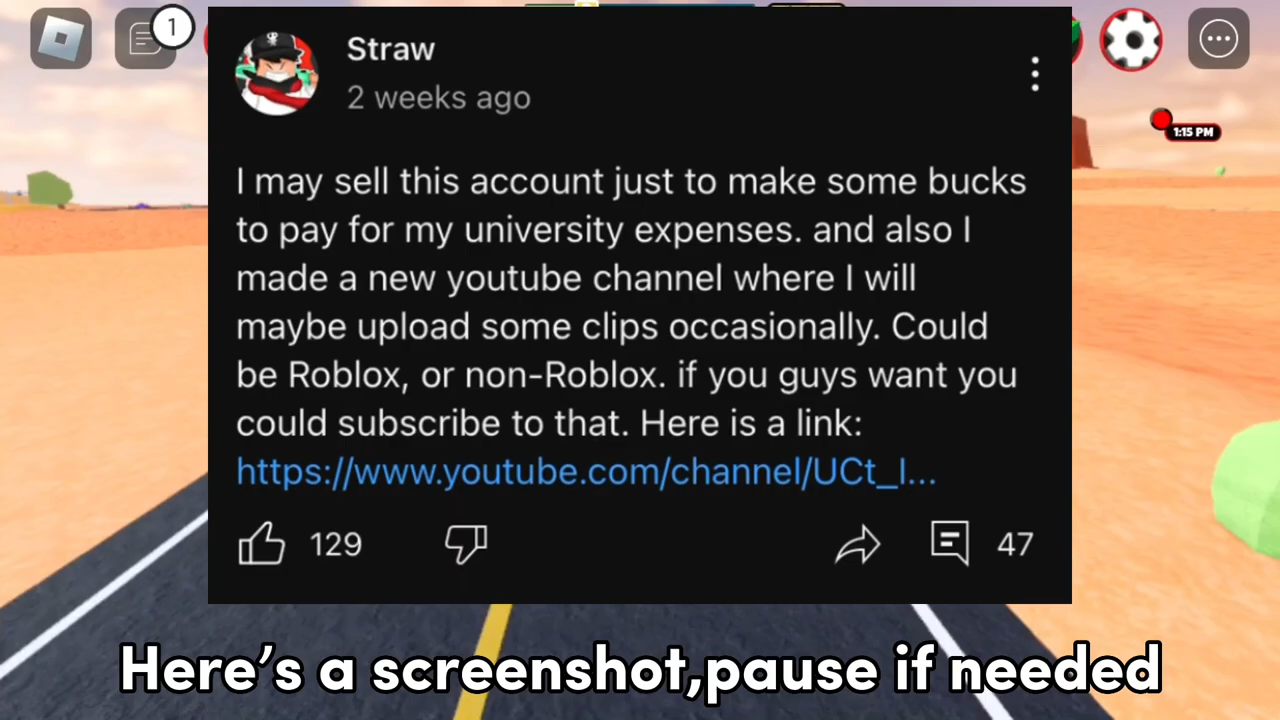 1
Straw
2 weeks ago
1:15 PM
I may sell this account just to make some bucks
to pay for my university expenses. and also I
made a new youtube channel where I will
maybe upload some clips occasionally. Could
be Roblox, or non-Roblox. if you guys want you
could subscribe to that. Here is a link:
https://www.youtube.com/channel/UCt_I...
129
47
Here's a screenshot,pause if needed